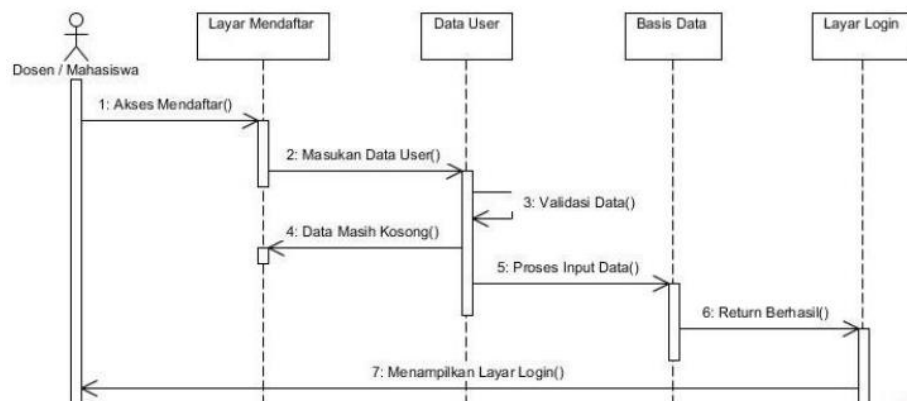 Layar Mendaftar
Data User
Basis Data
Layar Login
Dosen / Mahasiswa
1: Akses Mendaftar()
2: Masukan Data User()
3: Validasi Data()
4: Data Masih Kosong()
5: Proses Input Data()
6: Return Berhasil()
7: Menampilkan Layar Login()